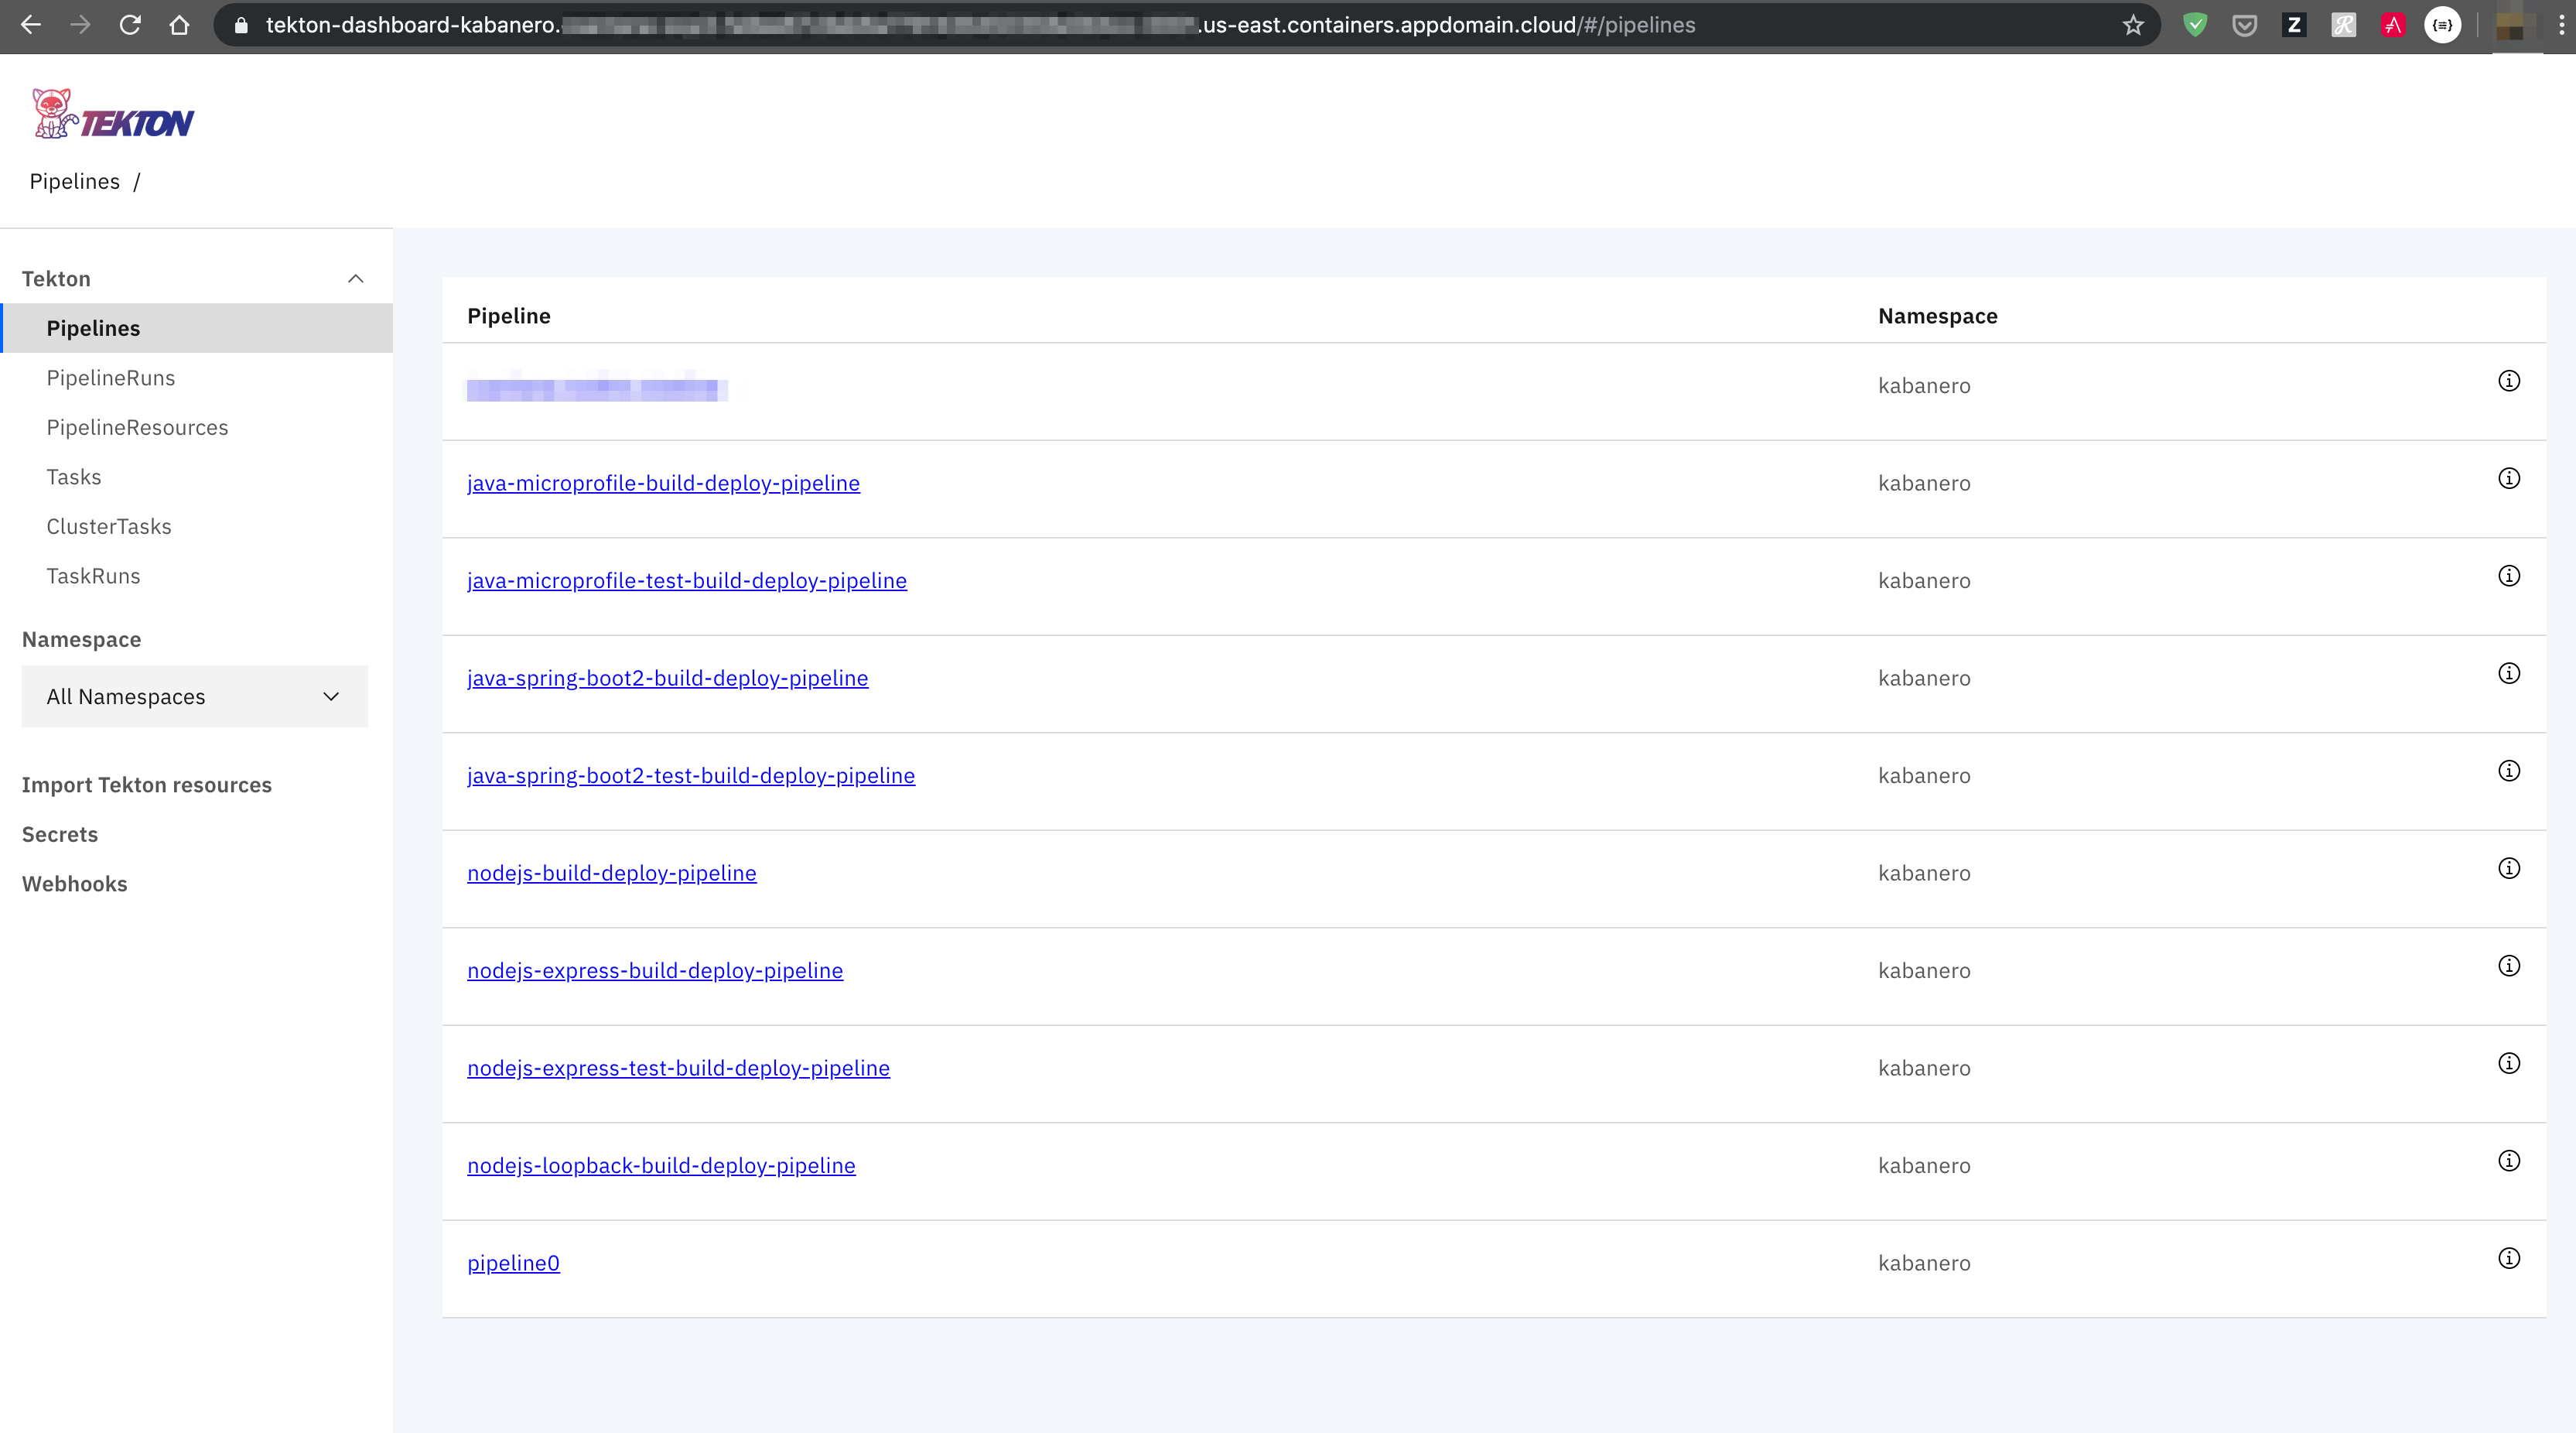 tekton-dashboard-kabanero. .us-east.containers.appdomain.cloud/#/pipelines
TEKTON
Pipelines /
Tekton
Pipelines
PipelineRuns
PipelineResources
Tasks
ClusterTasks
TaskRuns
Namespace
All Namespaces
Import Tekton resources
Secrets
Webhooks
Pipeline Namespace
kabanero
java-microprofile-build-deploy-pipeline kabanero
java-microprofile-test-build-deploy-pipeline kabanero
java-spring-boot2-build-deploy-pipeline kabanero
java-spring-boot2-test-build-deploy-pipeline kabanero
nodejs-build-deploy-pipeline kabanero
nodejs-express-build-deploy-pipeline kabanero
nodejs-express-test-build-deploy-pipeline kabanero
nodejs-loopback-build-deploy-pipeline kabanero
pipeline0 kabanero